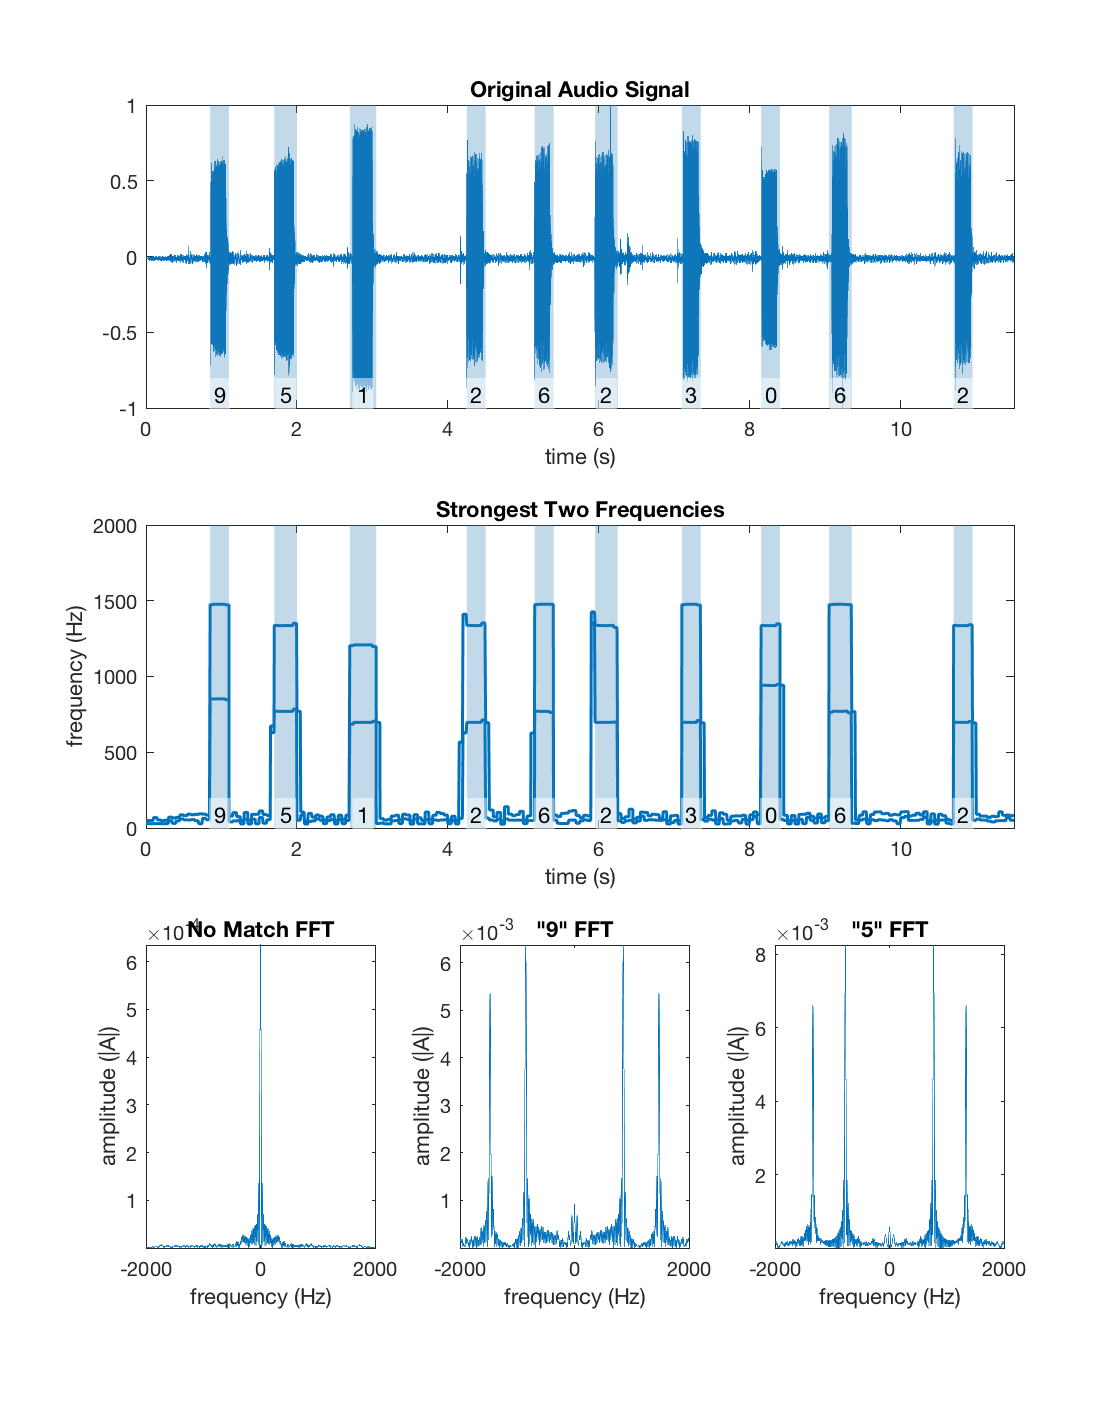 Original Audio Signal
1
0.5
0
-0.5
-1
9 5 1 2 6 2 3 0 6 2
0 2 4 6 8 10
time (s)
Strongest Two Frequencies
2000
1500
1000
500
0
frequency (Hz)
9 5 1 2 6 2 3 0 6 2
0 2 4 6 8 10
time (s)
×10-4
No Match FFT
6
5
4
3
2
1
amplitude (|A|)
-2000 0 2000
frequency (Hz)
×10-3
"9" FFT
6
5
4
3
2
1
amplitude (|A|)
-2000 0 2000
frequency (Hz)
×10-3
"5" FFT
8
6
4
2
amplitude (|A|)
-2000 0 2000
frequency (Hz)